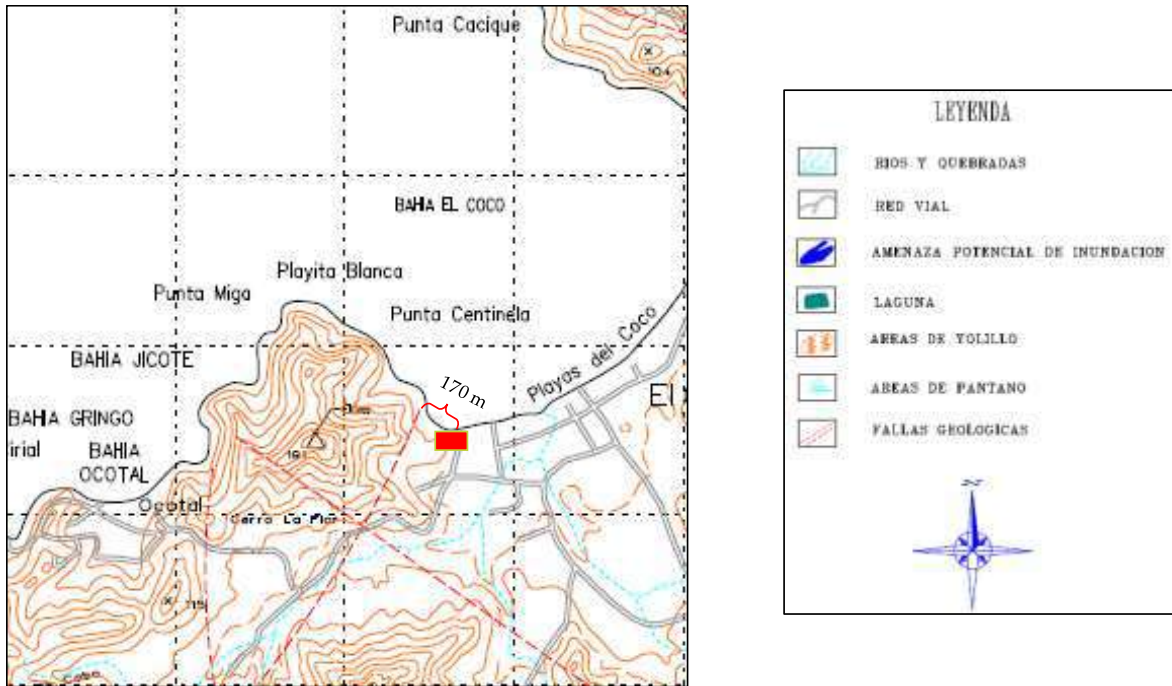 Punta Cacique
104
BAHIA EL COCO
Playita Blanca
Punta Miga
Punta Centinela
BAHIA JICOTE
Playas del Coco
170 m
El
BAHIA GRINGO
irial
BAHIA
OCOTAL
161
Ocotal
Cerro La Flor
115
LEYENDA
RIOS Y QUEBRADAS
RED VIAL
AMENAZA POTENCIAL DE INUNDACION
LAGUNA
AREAS DE YOLILLO
AREAS DE PANTANO
FALLAS GEOLOGICAS
N